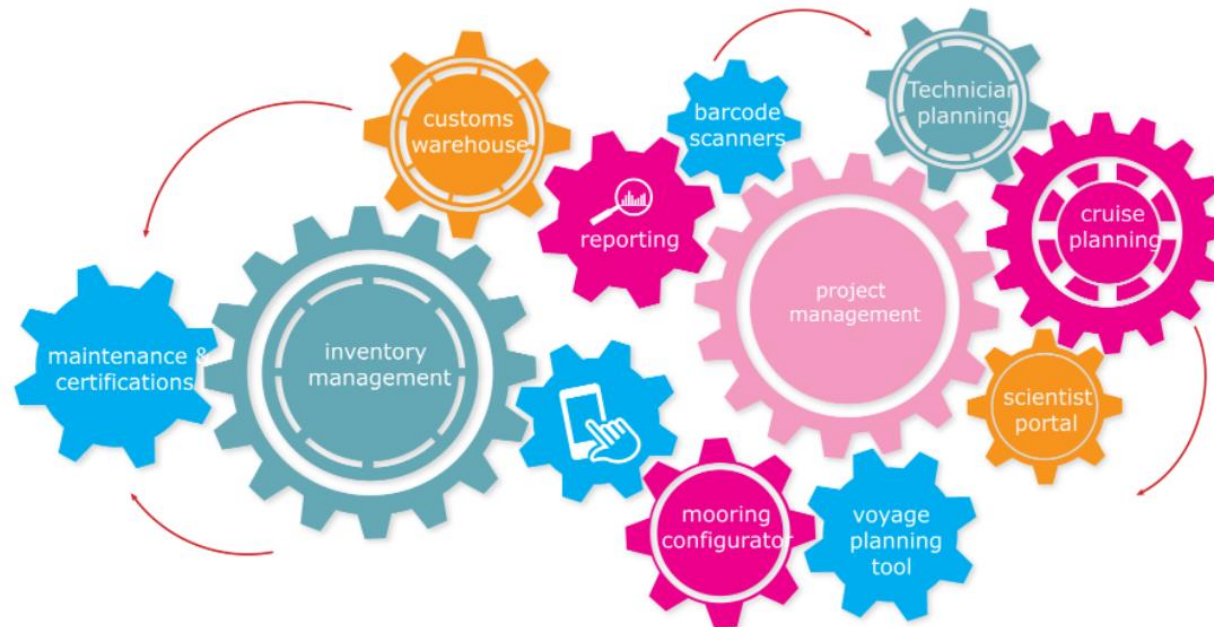 customs
warehouse
barcode
scanners
Technician
planning
reporting
cruise
planning
project
management
maintenance &
certifications
inventory
management
scientist
portal
mooring
configurator
voyage
planning
tool